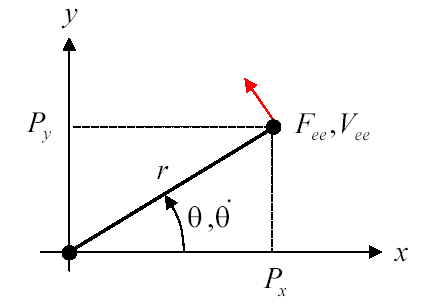 y
P_y
F_ee, V_ee
r
θ, θ̇
x
P_x